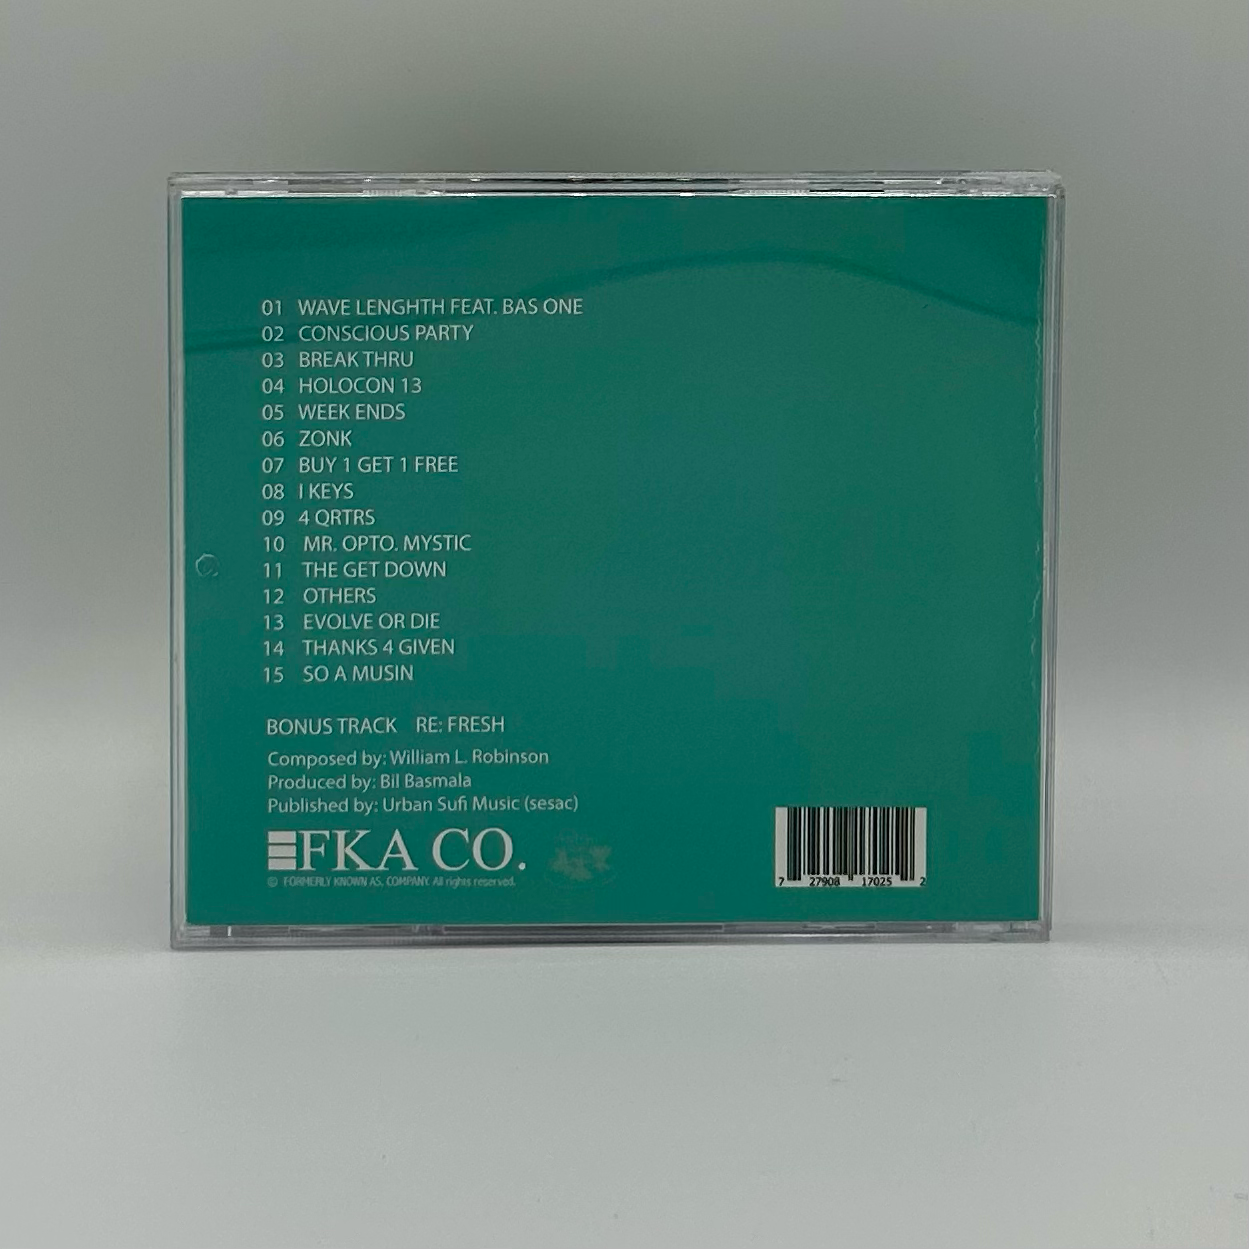 01 WAVE LENGHTH FEAT. BAS ONE
02 CONSCIOUS PARTY
03 BREAK THRU
04 HOLOCON 13
05 WEEK ENDS
06 ZONK
07 BUY 1 GET 1 FREE
08 I KEYS
09 4 QRTRS
10 MR. OPTO. MYSTIC
11 THE GET DOWN
12 OTHERS
13 EVOLVE OR DIE
14 THANKS 4 GIVEN
15 SO A MUSIN
BONUS TRACK RE: FRESH
Composed by: William L. Robinson
Produced by: Bil Basmala
Published by: Urban Sufi Music (sesac)
FKA CO.
© FORMERLY KNOWN AS, COMPANY. All rights reserved.
7 27908 17025 2